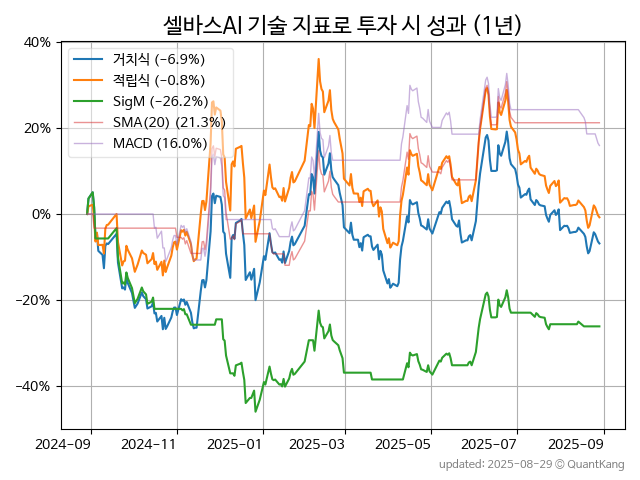 셀바스AI 기술 지표로 투자 시 성과 (1년)
40%
20%
0%
−20%
−40%
거치식 (−6.9%)
적립식 (−0.8%)
SigM (−26.2%)
SMA(20) (21.3%)
MACD (16.0%)
2024-09
2024-11
2025-01
2025-03
2025-05
2025-07
2025-09
updated: 2025-08-29 © QuantKang